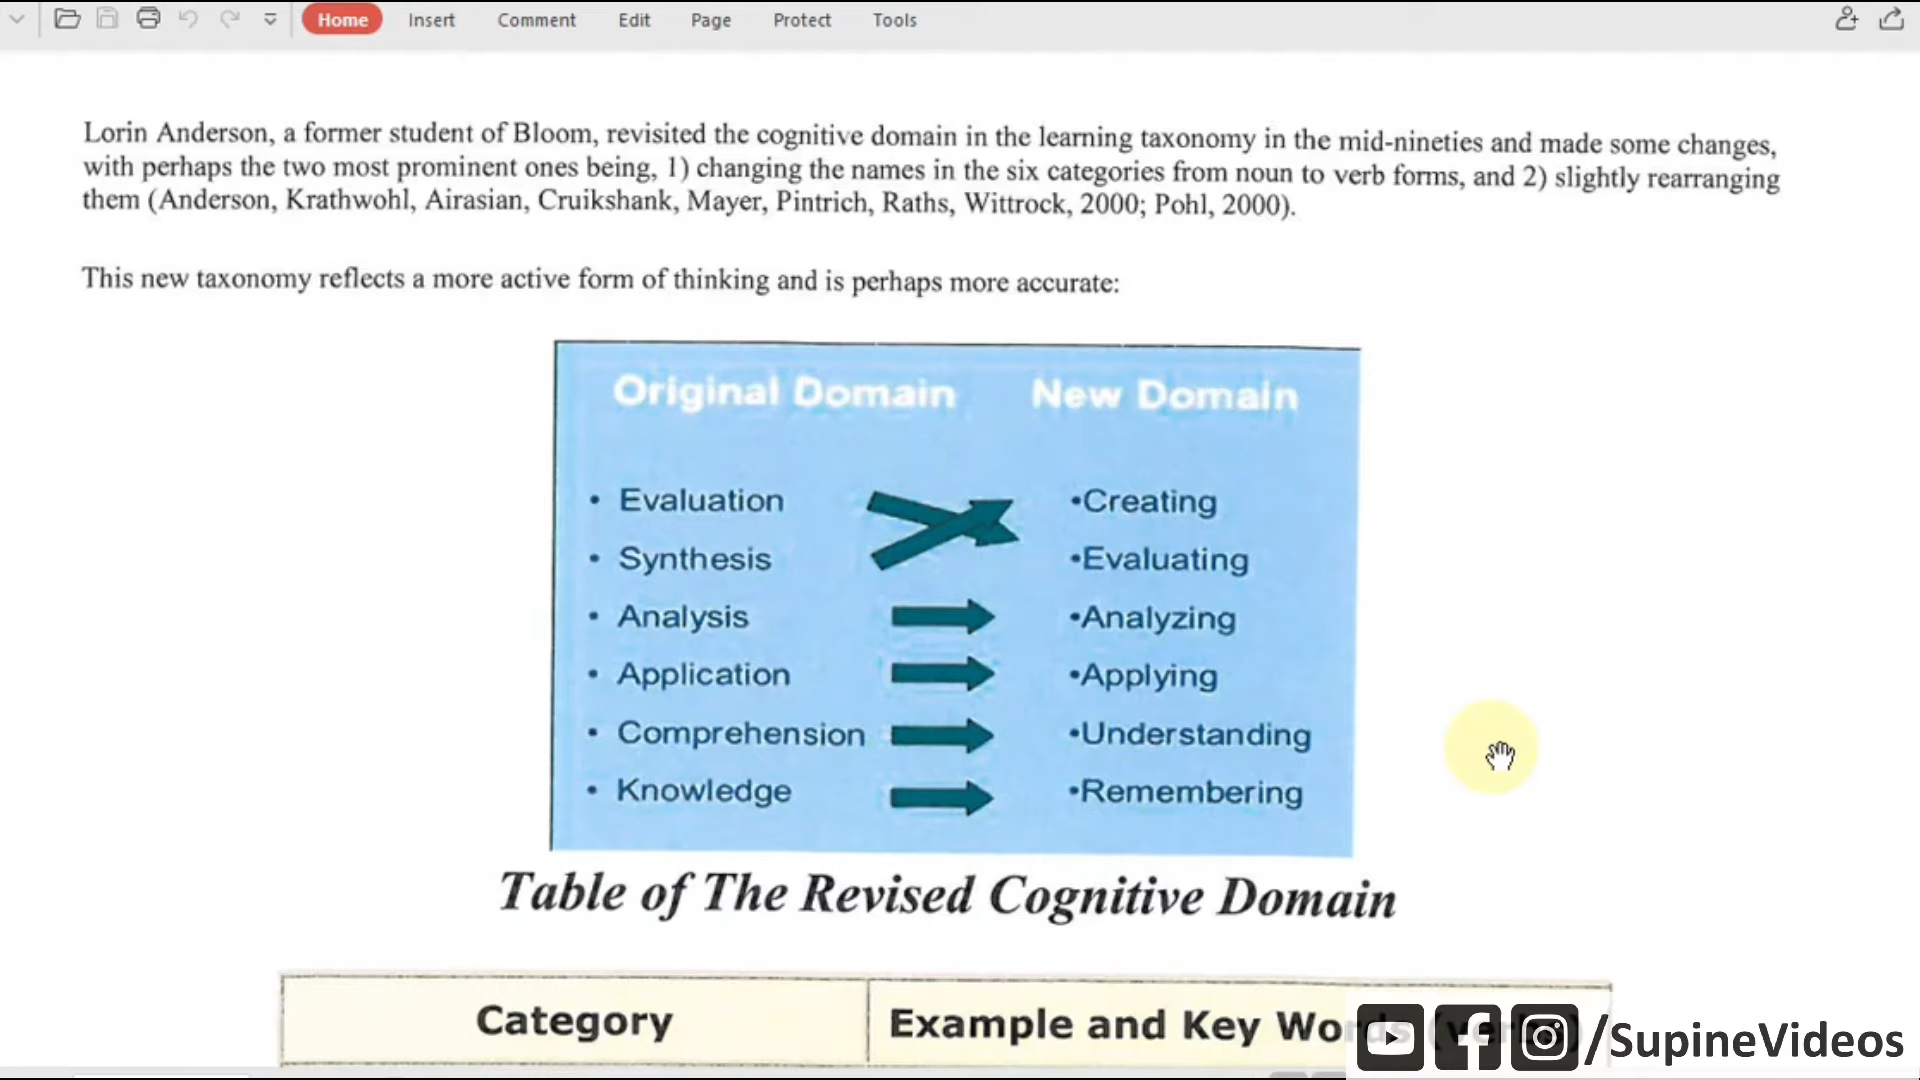 Home Insert Comment Edit Page Protect Tools
Lorin Anderson, a former student of Bloom, revisited the cognitive domain in the learning taxonomy in the mid-nineties and made some changes,
with perhaps the two most prominent ones being, 1) changing the names in the six categories from noun to verb forms, and 2) slightly rearranging
them (Anderson, Krathwohl, Airasian, Cruikshank, Mayer, Pintrich, Raths, Wittrock, 2000; Pohl, 2000).
This new taxonomy reflects a more active form of thinking and is perhaps more accurate:
Original Domain New Domain
• Evaluation •Creating
• Synthesis •Evaluating
• Analysis •Analyzing
• Application •Applying
• Comprehension •Understanding
• Knowledge •Remembering
Table of The Revised Cognitive Domain
Category Example and Key Words (verbs)
/SupineVideos